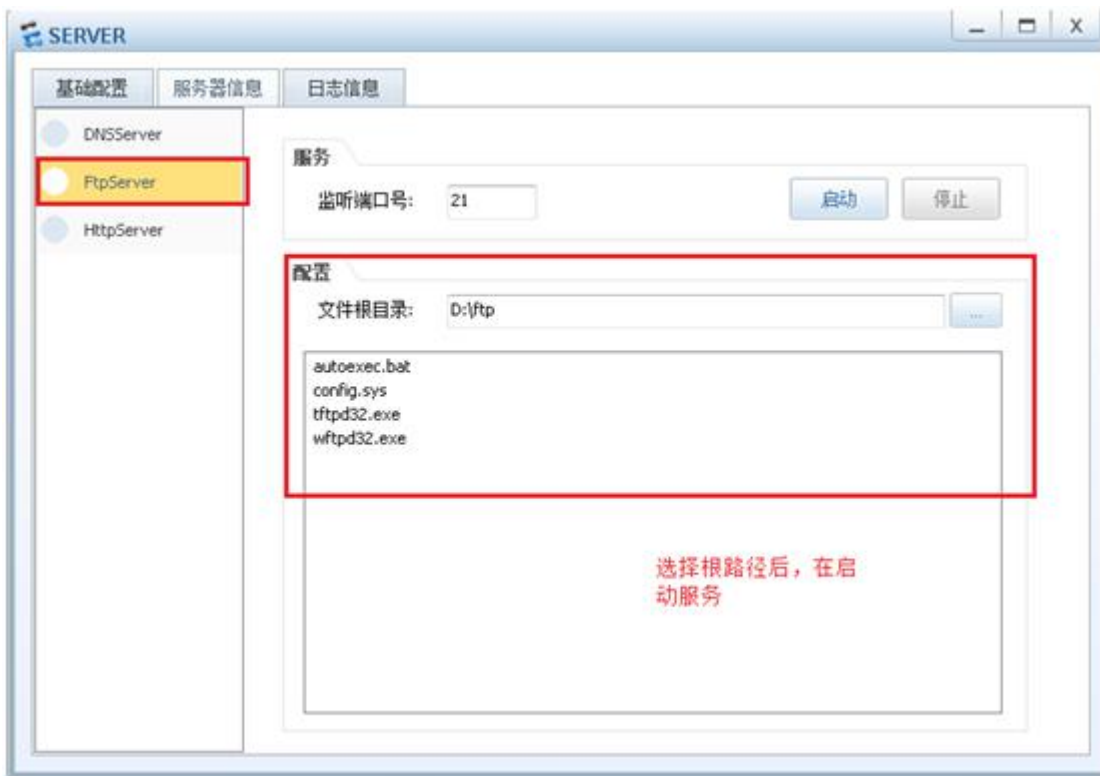 SERVER
基础配置 服务器信息 日志信息
DNSServer
FtpServer
HttpServer
服务
监听端口号: 21 启动 停止
配置
文件根目录: D:\ftp ...
autoexec.bat
config.sys
tftpd32.exe
wftpd32.exe
选择根路径后，在启
动服务